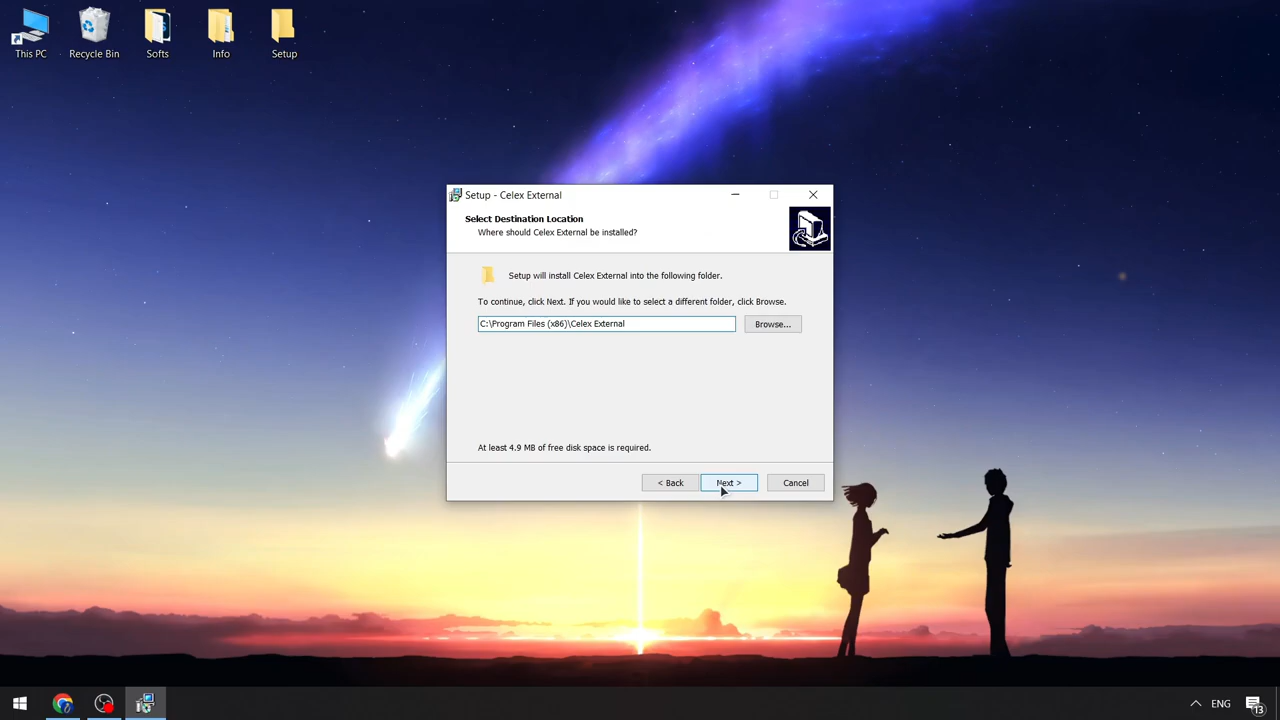 This PC
Recycle Bin
Softs
Info
Setup
Setup - Celex External
Select Destination Location
Where should Celex External be installed?
Setup will install Celex External into the following folder.
To continue, click Next. If you would like to select a different folder, click Browse.
C:\Program Files (x86)\Celex External
Browse...
At least 4.9 MB of free disk space is required.
< Back
Next >
Cancel
ENG
13